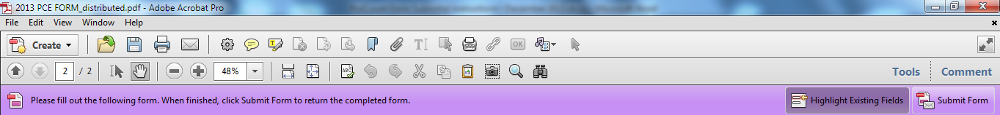 2013 PCE FORM_distributed.pdf - Adobe Acrobat Pro
File Edit View Window Help
Create
T OK
2 / 2 48% ABC Tools Comment
Please fill out the following form. When finished, click Submit Form to return the completed form. Highlight Existing Fields Submit Form